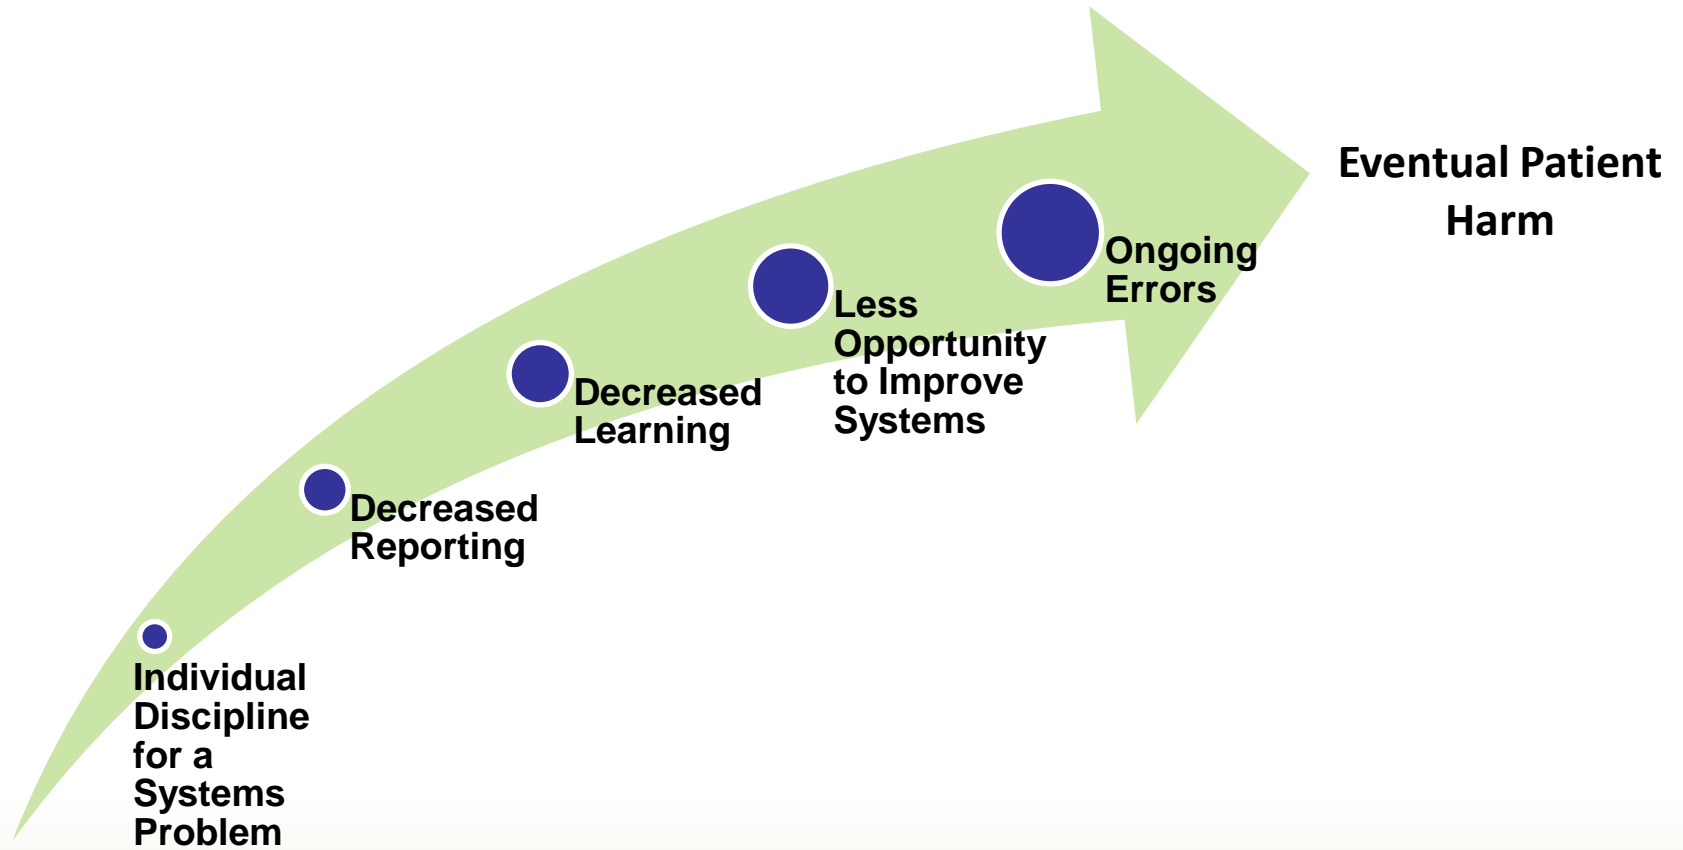 Individual
Discipline
for a
Systems
Problem
Decreased
Reporting
Decreased
Learning
Less
Opportunity
to Improve
Systems
Ongoing
Errors
Eventual Patient
Harm